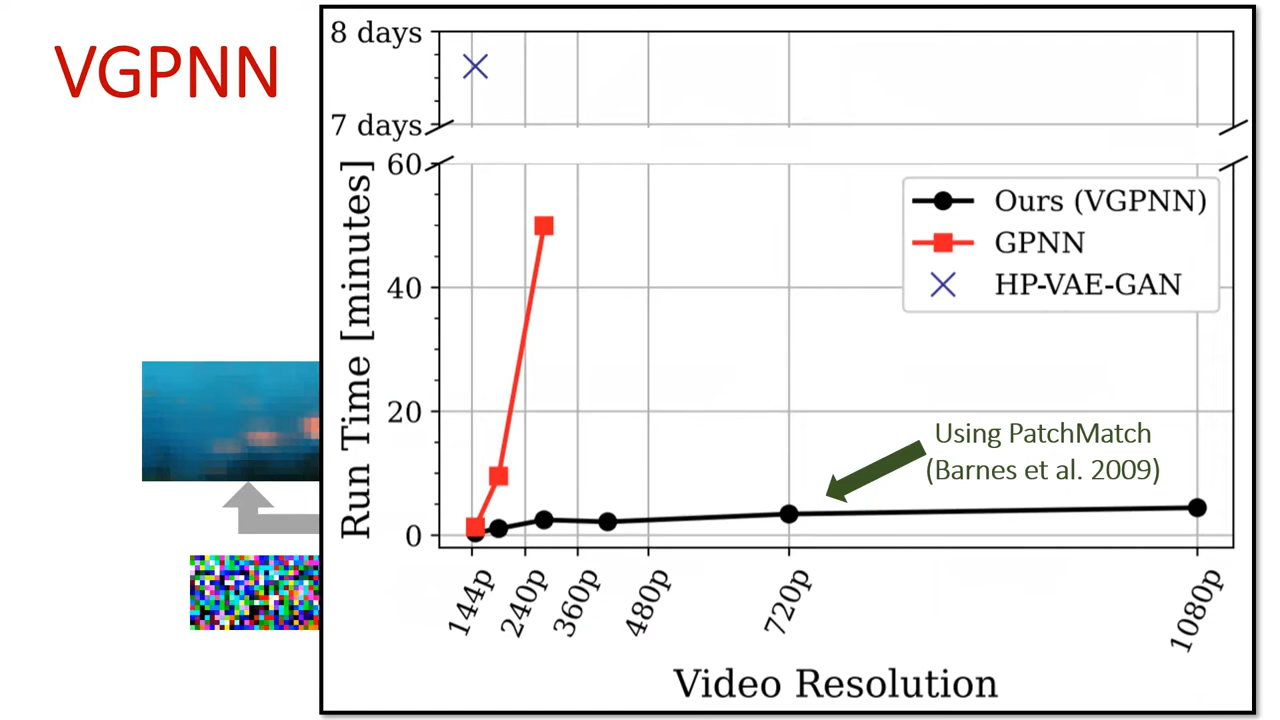 VGPNN
8 days
7 days
60
40
20
0
Run Time [minutes]
Ours (VGPNN)
GPNN
HP-VAE-GAN
Using PatchMatch
(Barnes et al. 2009)
144p
240p
360p
480p
720p
1080p
Video Resolution